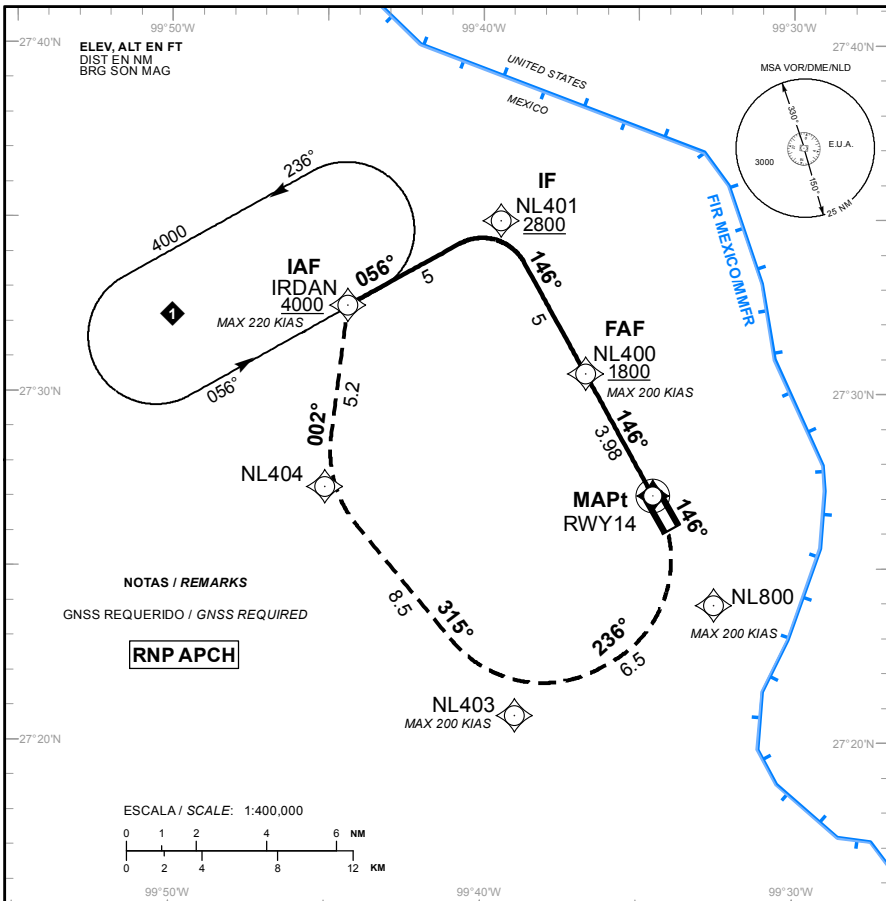 99°50'W
99°40'W
99°30'W
27°40'N
27°40'N
ELEV, ALT EN FT
DIST EN NM
BRG SON MAG
UNITED STATES
MEXICO
MSA VOR/DME/NLD
330°
E.U.A.
3000
150°
25 NM
FIR MEXICO/MMFR
236°
4000
1
056°
IAF
IRDAN
4000
MAX 220 KIAS
056°
5
IF
NL401
2800
146°
5
FAF
NL400
1800
MAX 200 KIAS
27°30'N
27°30'N
146°
3.98
002°
5.2
NL404
MAPt
RWY14
146°
NL800
MAX 200 KIAS
236°
6.5
315°
8.5
NL403
MAX 200 KIAS
NOTAS / REMARKS
GNSS REQUERIDO / GNSS REQUIRED
RNP APCH
27°20'N
27°20'N
ESCALA / SCALE: 1:400,000
0 1 2 4 6 NM
0 2 4 8 12 KM
99°50'W
99°40'W
99°30'W